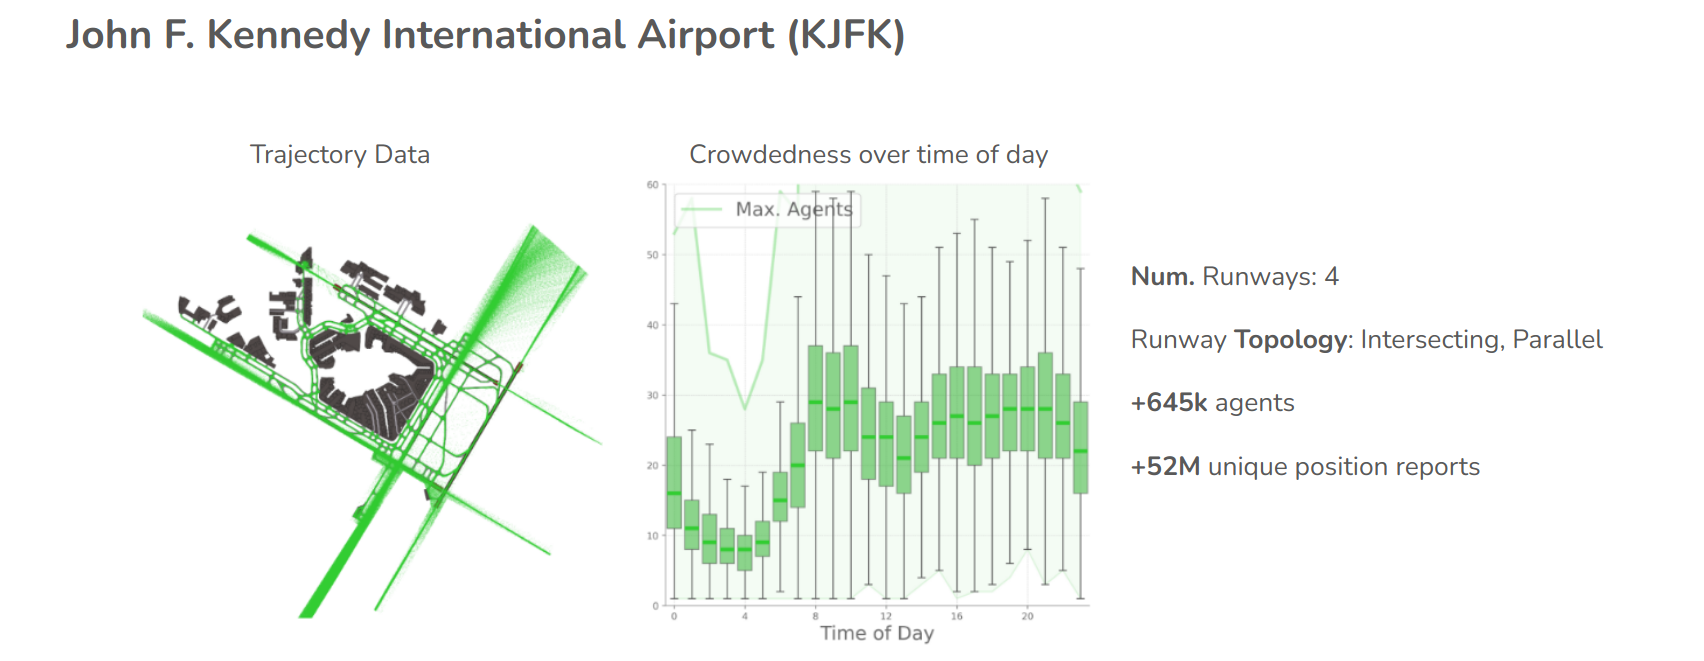 John F. Kennedy International Airport (KJFK)
Trajectory Data
Crowdedness over time of day
60
50
40
30
20
10
0
Max. Agents
0 4 8 12 16 20
Time of Day
Num. Runways: 4
Runway Topology: Intersecting, Parallel
+645k agents
+52M unique position reports